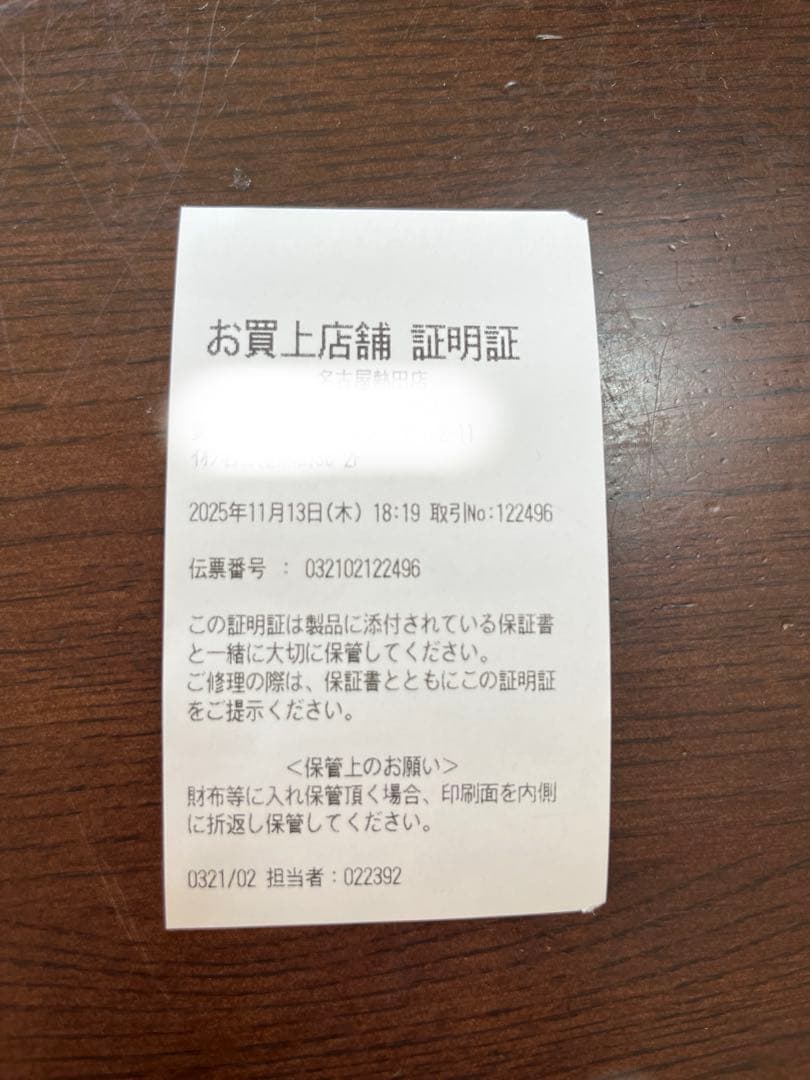 お買上店舗 証明証
名古屋熱田店
2025年11月13日(木) 18:19 取引No:122496
伝票番号 : 032102122496
この証明証は製品に添付されている保証書
と一緒に大切に保管してください。
ご修理の際は、保証書とともにこの証明証
をご提示ください。
<保管上のお願い>
財布等に入れ保管頂く場合、印刷面を内側
に折返し保管してください。
0321/02 担当者:022392